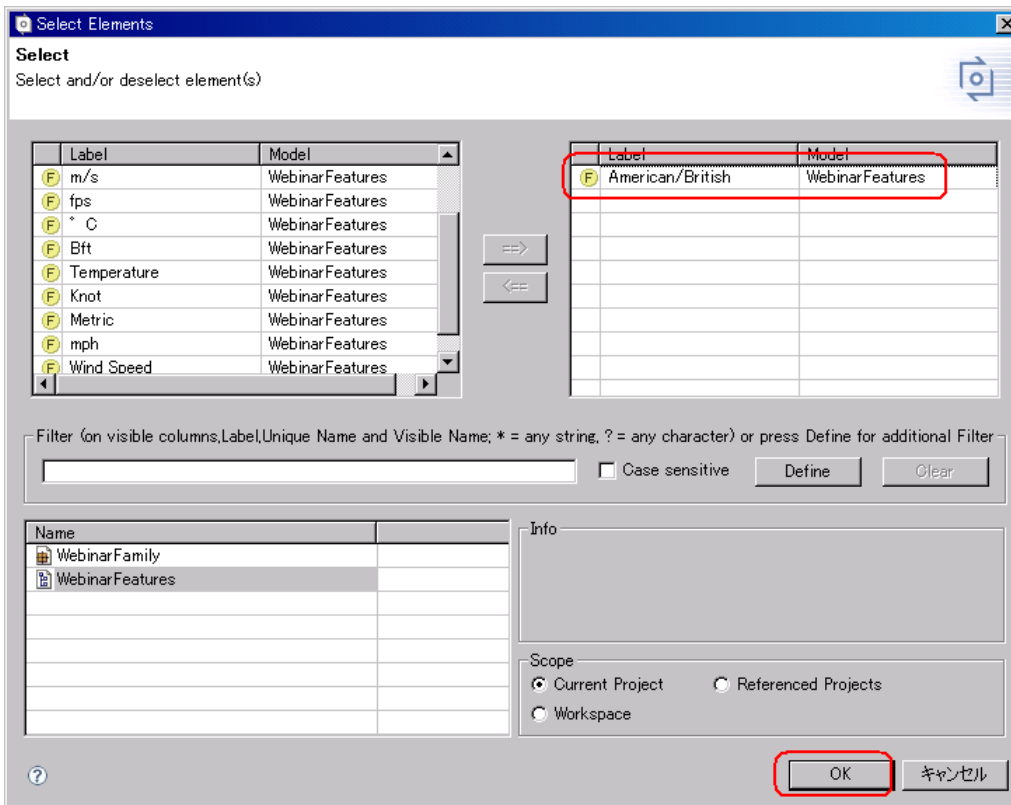 Select Elements
Select
Select and/or deselect element(s)
Label Model
F m/s WebinarFeatures
F fps WebinarFeatures
F ° C WebinarFeatures
F Bft WebinarFeatures
F Temperature WebinarFeatures
F Knot WebinarFeatures
F Metric WebinarFeatures
F mph WebinarFeatures
F Wind Speed WebinarFeatures
Label Model
F American/British WebinarFeatures
==>
<==
Filter (on visible columns,Label,Unique Name and Visible Name; * = any string, ? = any character) or press Define for additional Filter
Case sensitive Define Clear
Name
WebinarFamily
WebinarFeatures
Info
Scope
Current Project Referenced Projects
Workspace
? OK キャンセル